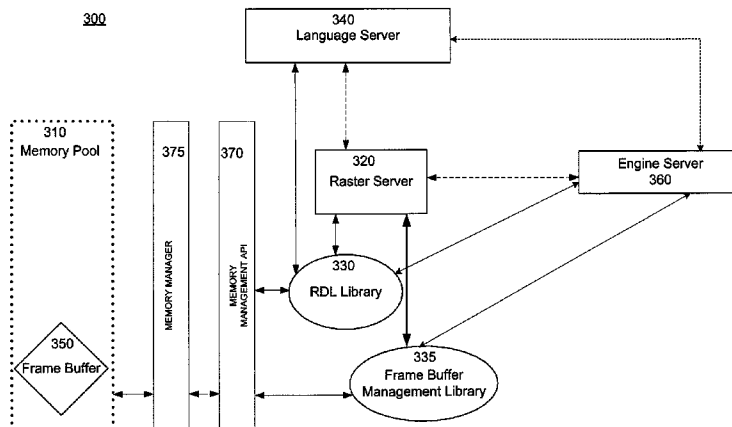 300
340
Language Server
310
Memory Pool
375
370
320
Raster Server
Engine Server
360
MEMORY MANAGER
MEMORY
MANAGEMENT API
330
RDL Library
350
Frame Buffer
335
Frame Buffer
Management Library